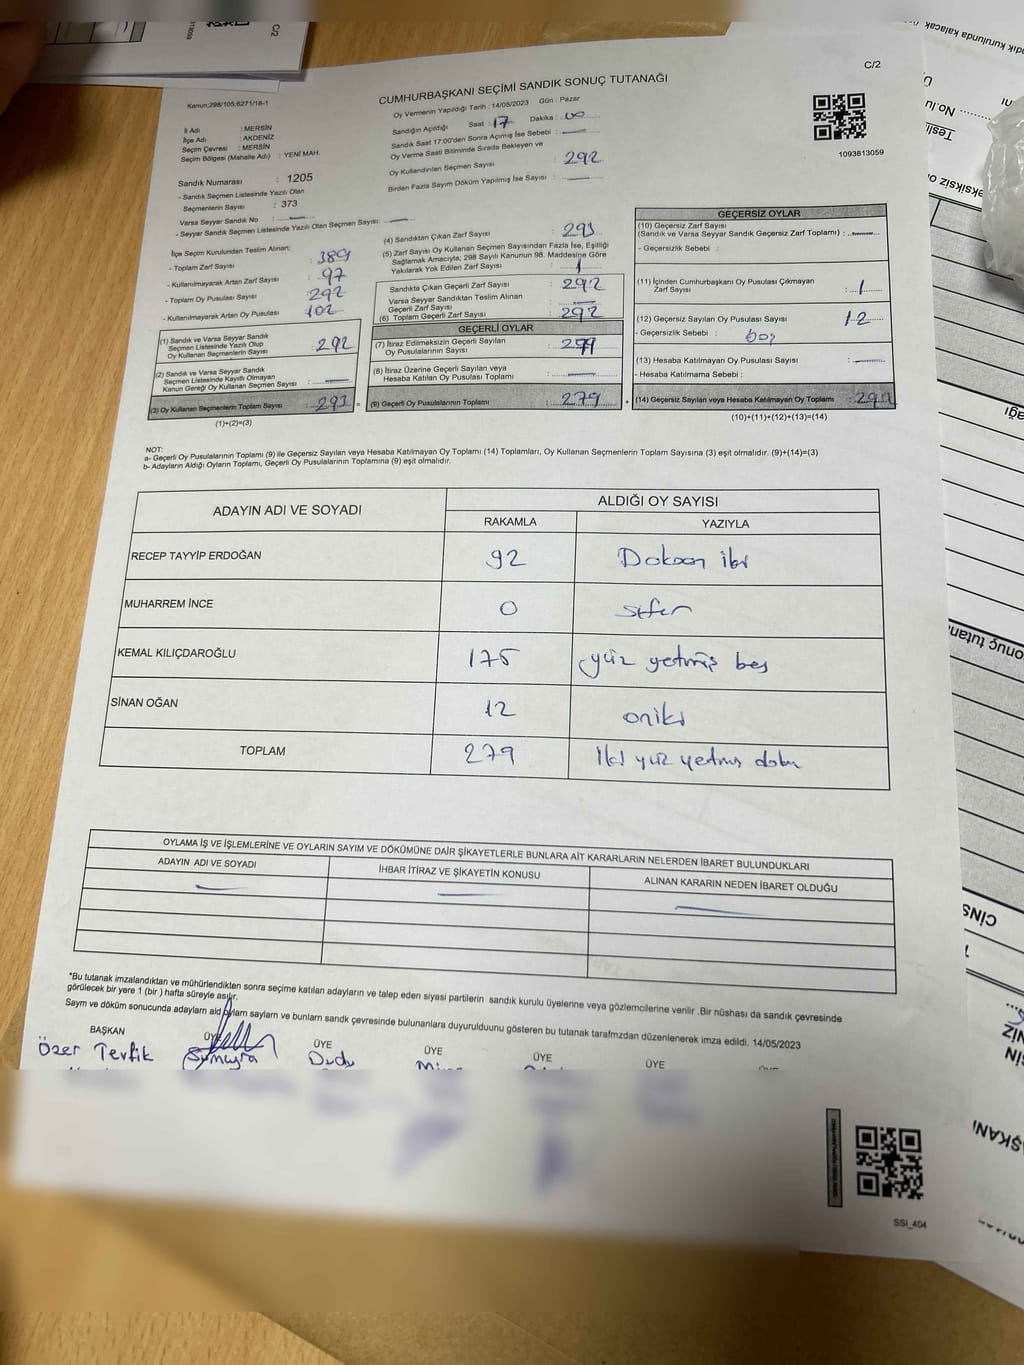 C/2
CUMHURBAŞKANI SEÇİMİ SANDIK SONUÇ TUTANAĞI
Kanun;298/105,6271/18-1
Oy Vermenin Yapıldığı Tarih : 14/05/2023 Gün : Pazar
İl Adı : MERSİN
İlçe Adı : AKDENİZ
Seçim Çevresi : MERSİN
Seçim Bölgesi (Mahalle Adı) : YENİ MAH.
Sandığın Açıldığı Saat : 17 Dakika : 00
Sandık Saat 17:00'den Sonra Açımış İse Sebebi :
Oy Verme Saati Bitiminde Sırada Bekleyen ve
Oy Kullandırılan Seçmen Sayısı : 292
Birden Fazla Sayım Döküm Yapılmış İse Sayısı :
1093813059
Sandık Numarası : 1205
- Sandık Seçmen Listesinde Yazılı Olan
Seçmenlerin Sayısı : 373
Varsa Seyyar Sandık No :
- Seyyar Sandık Seçmen Listesinde Yazılı Olan Seçmen Sayısı:
İlçe Seçim Kurulundan Teslim Alınan:
- Toplam Zarf Sayısı : 389
- Kullanılmayarak Artan Zarf Sayısı : 97
- Toplam Oy Pusulası Sayısı : 292
- Kullanılmayarak Artan Oy Pusulası : 102
(1) Sandık ve Varsa Seyyar Sandık
Seçmen Listesinde Yazılı Olup
Oy Kullanan Seçmenlerin Sayısı : 292
(2) Sandık ve Varsa Seyyar Sandık
Seçmen Listesinde Kayıtlı Olmayan
Kanun Gereği Oy Kullanan Seçmen Sayısı :
(3) Oy Kullanan Seçmenlerin Toplam Sayısı : 293
(1)+(2)=(3)
(4) Sandıktan Çıkan Zarf Sayısı : 293
(5) Zarf Sayısı Oy Kullanan Seçmen Sayısından Fazla İse, Eşitliği
Sağlamak Amacıyla; 298 Sayılı Kanunun 98. Maddesine Göre
Yakılarak Yok Edilen Zarf Sayısı : 1
Sandıkta Çıkan Geçerli Zarf Sayısı : 292
Varsa Seyyar Sandıktan Teslim Alınan
Geçerli Zarf Sayısı :
(6) Toplam Geçerli Zarf Sayısı : 292
GEÇERLİ OYLAR
(7) İtiraz Edilmeksizin Geçerli Sayılan
Oy Pusulalarının Sayısı : 279
(8) İtiraz Üzerine Geçerli Sayılan veya
Hesaba Katılan Oy Pusulası Toplamı :
(9) Geçerli Oy Pusulalarının Toplamı : 279
GEÇERSİZ OYLAR
(10) Geçersiz Zarf Sayısı
(Sandık ve Varsa Seyyar Sandık Geçersiz Zarf Toplamı) :
- Geçersizlik Sebebi :
(11) İçinden Cumhurbaşkanı Oy Pusulası Çıkmayan
Zarf Sayısı : 1
(12) Geçersiz Sayılan Oy Pusulası Sayısı : 12
- Geçersizlik Sebebi : boş
(13) Hesaba Katılmayan Oy Pusulası Sayısı :
- Hesaba Katılmama Sebebi :
(14) Geçersiz Sayılan veya Hesaba Katılmayan Oy Toplamı :
(10)+(11)+(12)+(13)=(14)
NOT:
a- Geçerli Oy Pusulalarının Toplamı (9) ile Geçersiz Sayılan veya Hesaba Katılmayan Oy Toplamı (14) Toplamları, Oy Kullanan Seçmenlerin Toplam Sayısına (3) eşit olmalıdır. (9)+(14)=(3)
b- Adayların Aldığı Oyların Toplamı, Geçerli Oy Pusulalarının Toplamına (9) eşit olmalıdır.
ADAYIN ADI VE SOYADI ALDIĞI OY SAYISI
RAKAMLA YAZIYLA
RECEP TAYYİP ERDOĞAN 92 Doksan iki
MUHARREM İNCE 0 sıfır
KEMAL KILIÇDAROĞLU 175 yüz yetmiş beş
SİNAN OĞAN 12 oniki
TOPLAM 279 İki yüz yetmiş dokuz
OYLAMA İŞ VE İŞLEMLERİNE VE OYLARIN SAYIM VE DÖKÜMÜNE DAİR ŞİKAYETLERLE BUNLARA AİT KARARLARIN NELERDEN İBARET BULUNDUKLARI
ADAYIN ADI VE SOYADI İHBAR İTİRAZ VE ŞİKAYETİN KONUSU ALINAN KARARIN NEDEN İBARET OLDUĞU
*Bu tutanak imzalandıktan ve mühürlendikten sonra seçime katılan adayların ve talep eden siyasi partilerin sandık kurulu üyelerine veya gözlemcilerine verilir .Bir nüshası da sandık çevresinde
görülecek bir yere 1 (bir ) hafta süreyle asılır.
Sayım ve döküm sonucunda adayların ald oyların sayların ve bunların sandk çevresinde bulunanlara duyurulduunu gösteren bu tutanak tarafmzdan düzenlenerek imza edildi. 14/05/2023
BAŞKAN ÜYE ÜYE ÜYE ÜYE ÜYE
Özer Tevfik Sümeyra Dudu
SSİ_404